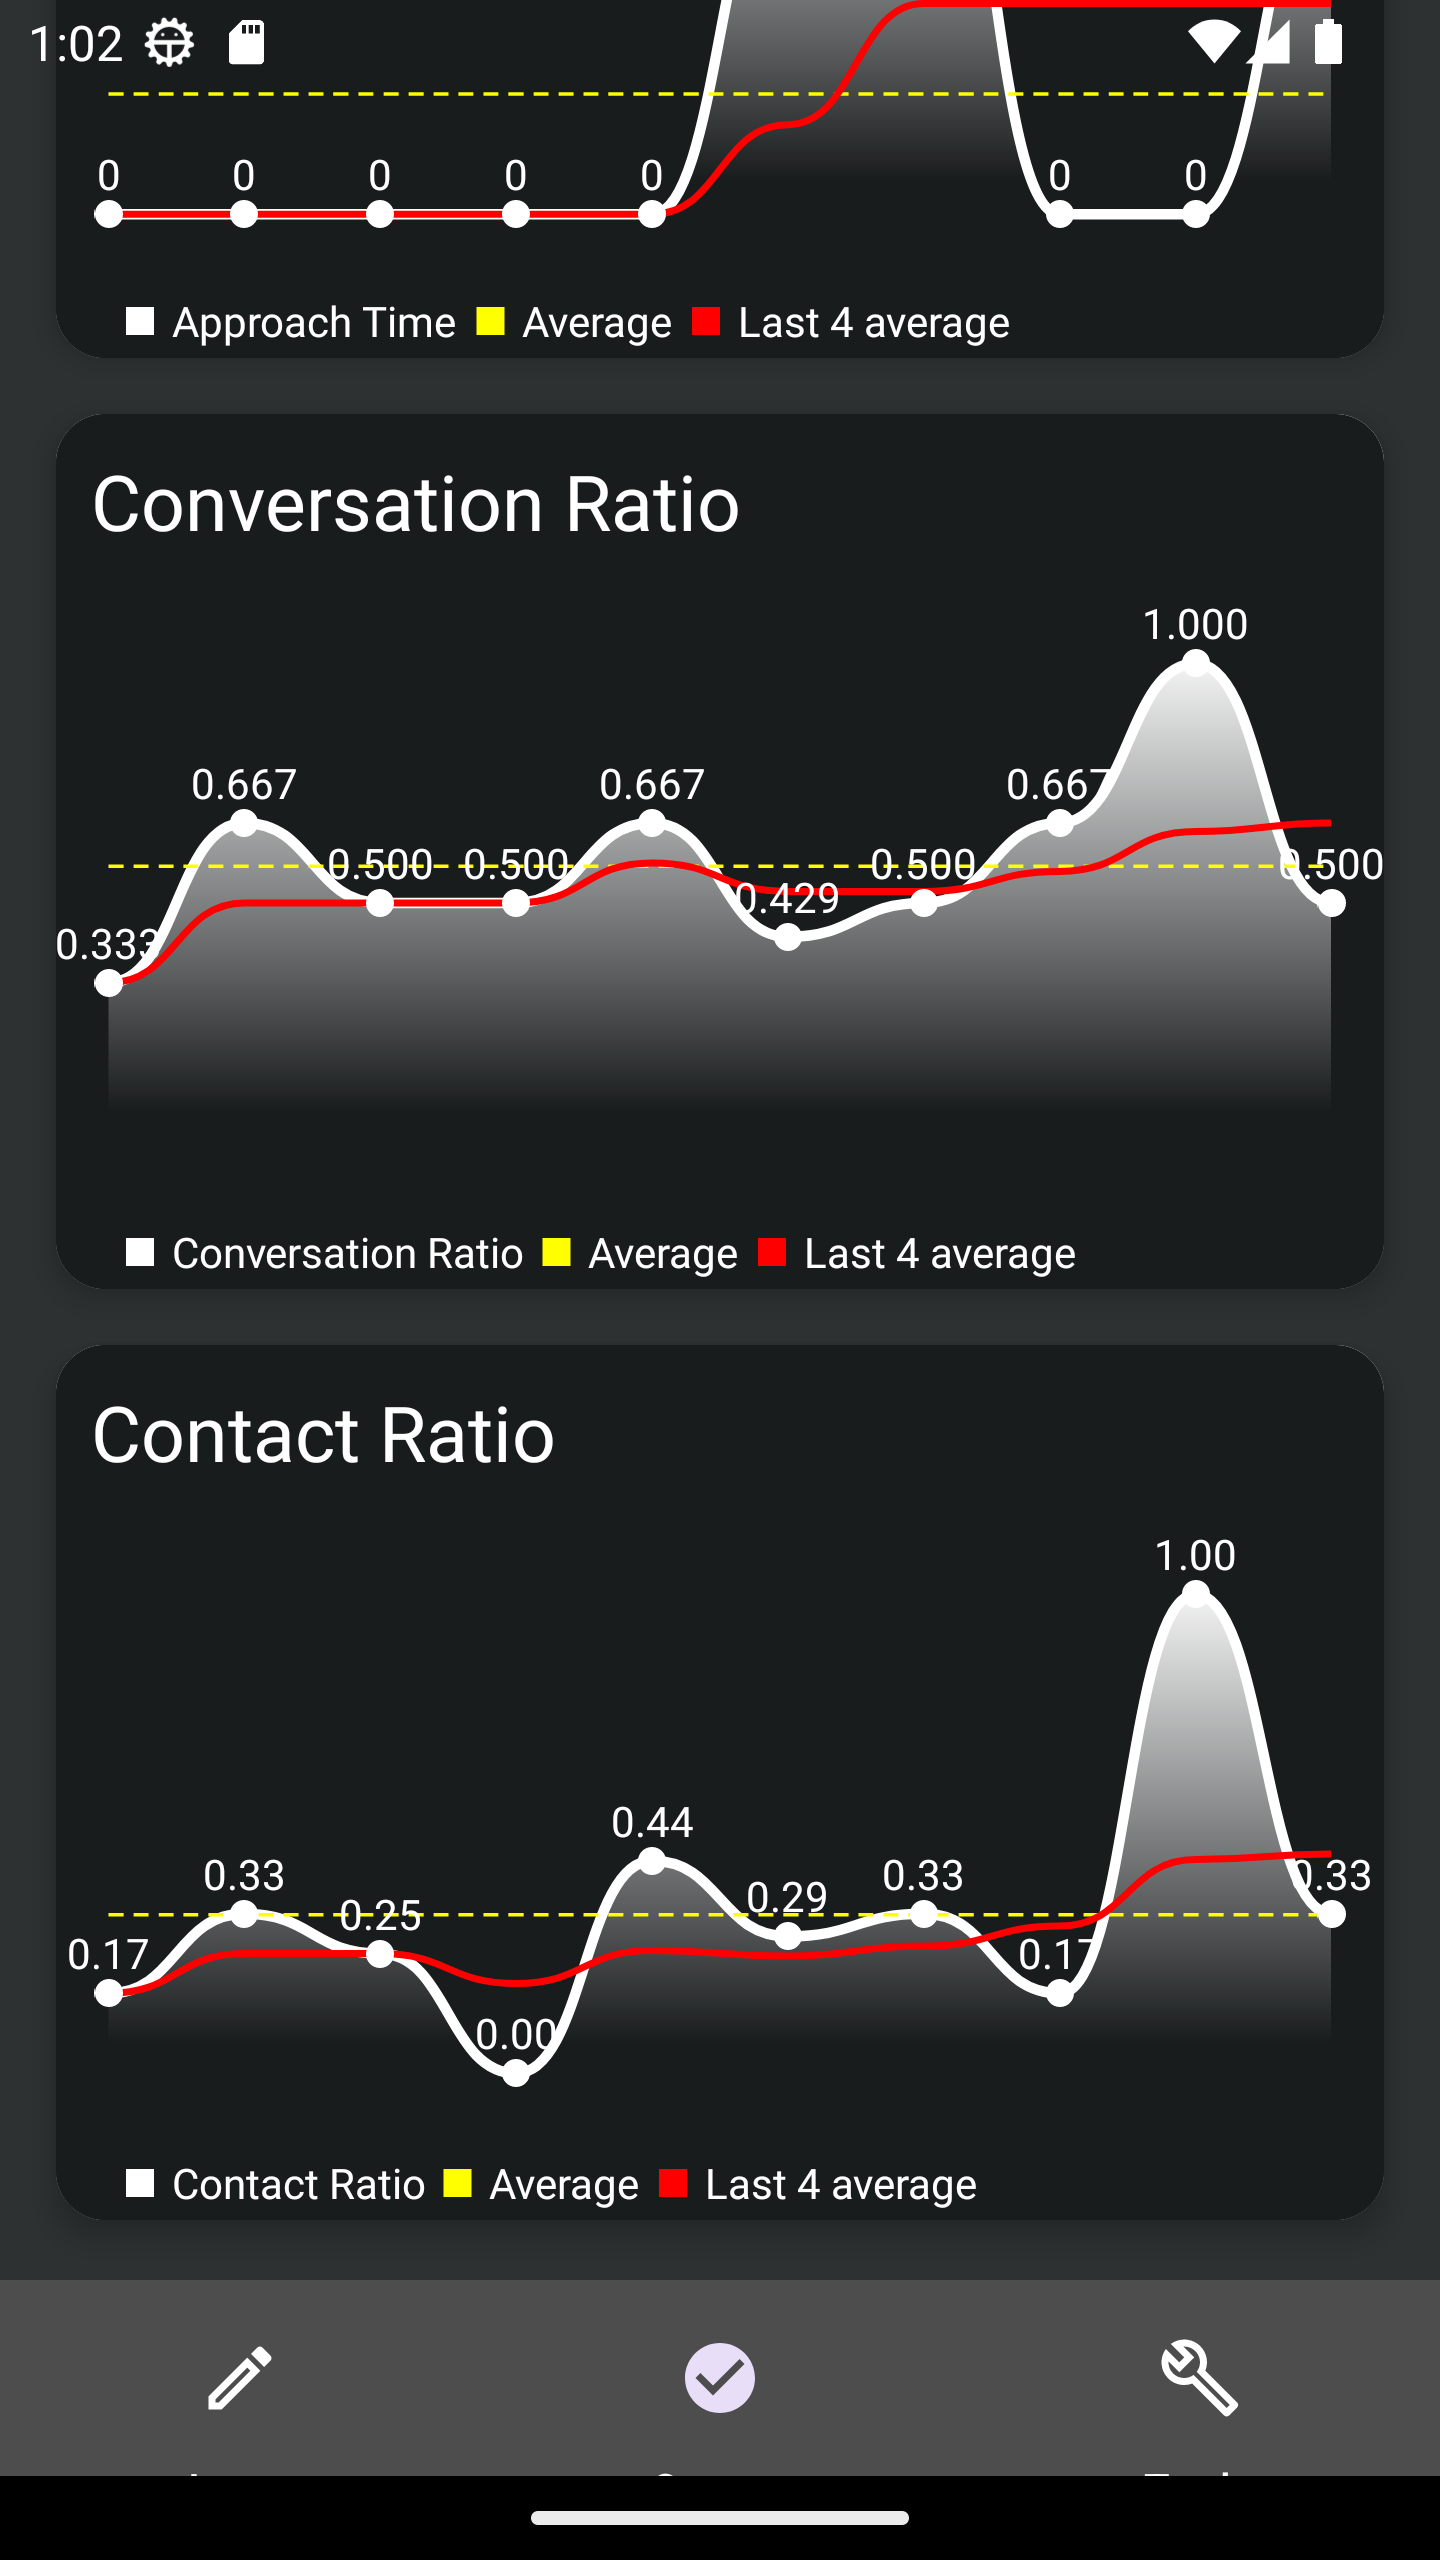 1:02
0 0 0 0 0 0 0
Approach Time Average Last 4 average
Conversation Ratio
1.000
0.667 0.667 0.667
0.500 0.500 0.500 0.500
0.429
0.333
Conversation Ratio Average Last 4 average
Contact Ratio
1.00
0.44
0.33 0.29 0.33 0.33
0.25
0.17 0.17
0.00
Contact Ratio Average Last 4 average